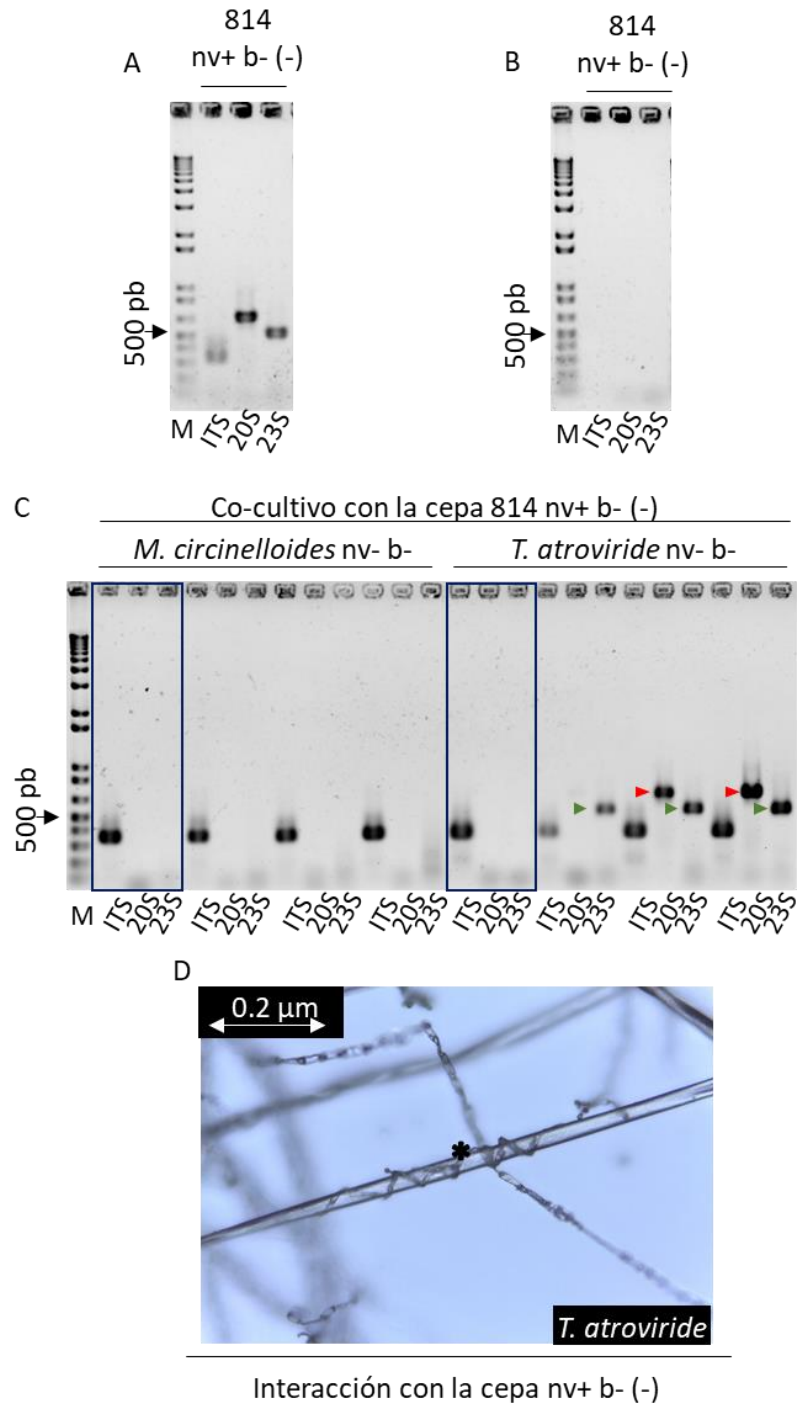 814
A
nv+ b- (-)
500 pb
M ITS 20S 23S
814
B
nv+ b- (-)
500 pb
M ITS 20S 23S
C
Co-cultivo con la cepa 814 nv+ b- (-)
M. circinelloides nv- b-
T. atroviride nv- b-
500 pb
M ITS 20S 23S ITS 20S 23S ITS 20S 23S ITS 20S 23S ITS 20S 23S ITS 20S 23S ITS 20S 23S ITS 20S 23S
D
0.2 µm
*
T. atroviride
Interacción con la cepa nv+ b- (-)